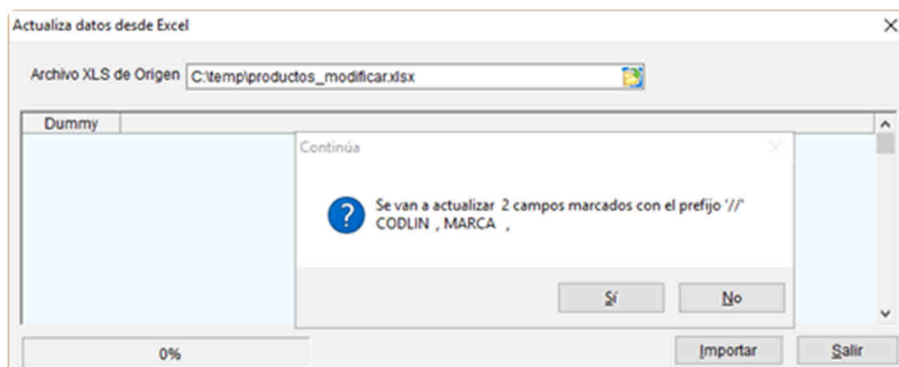 Actualiza datos desde Excel
Archivo XLS de Origen C:\temp\productos_modificar.xlsx
Dummy
Continúa
Se van a actualizar 2 campos marcados con el prefijo '//'
CODLIN , MARCA ,
Sí No
0% Importar Salir